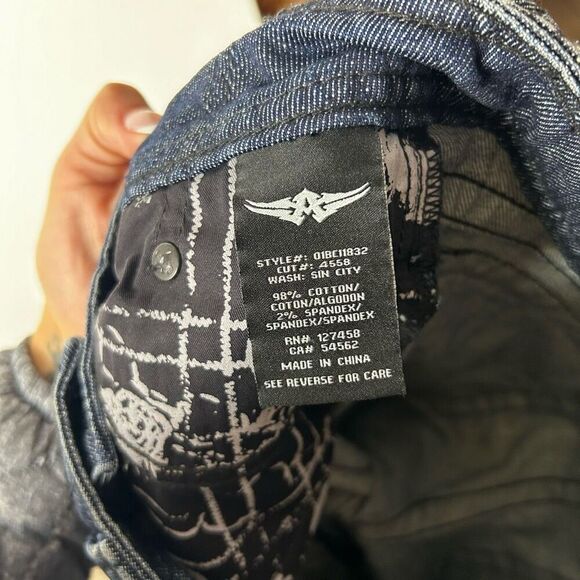 A
STYLE#: 01BC11832
CUT#: 4558
WASH: SIN CITY
98% COTTON/
COTON/ALGODON
2% SPANDEX/
SPANDEX/SPANDEX
RN# 127458
CA# 54562
MADE IN CHINA
SEE REVERSE FOR CARE